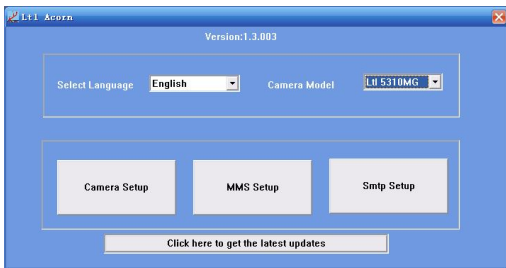 Ltl Acorn
Version:1.3.003
Select Language English Camera Model Ltl 5310MG
Camera Setup MMS Setup Smtp Setup
Click here to get the latest updates